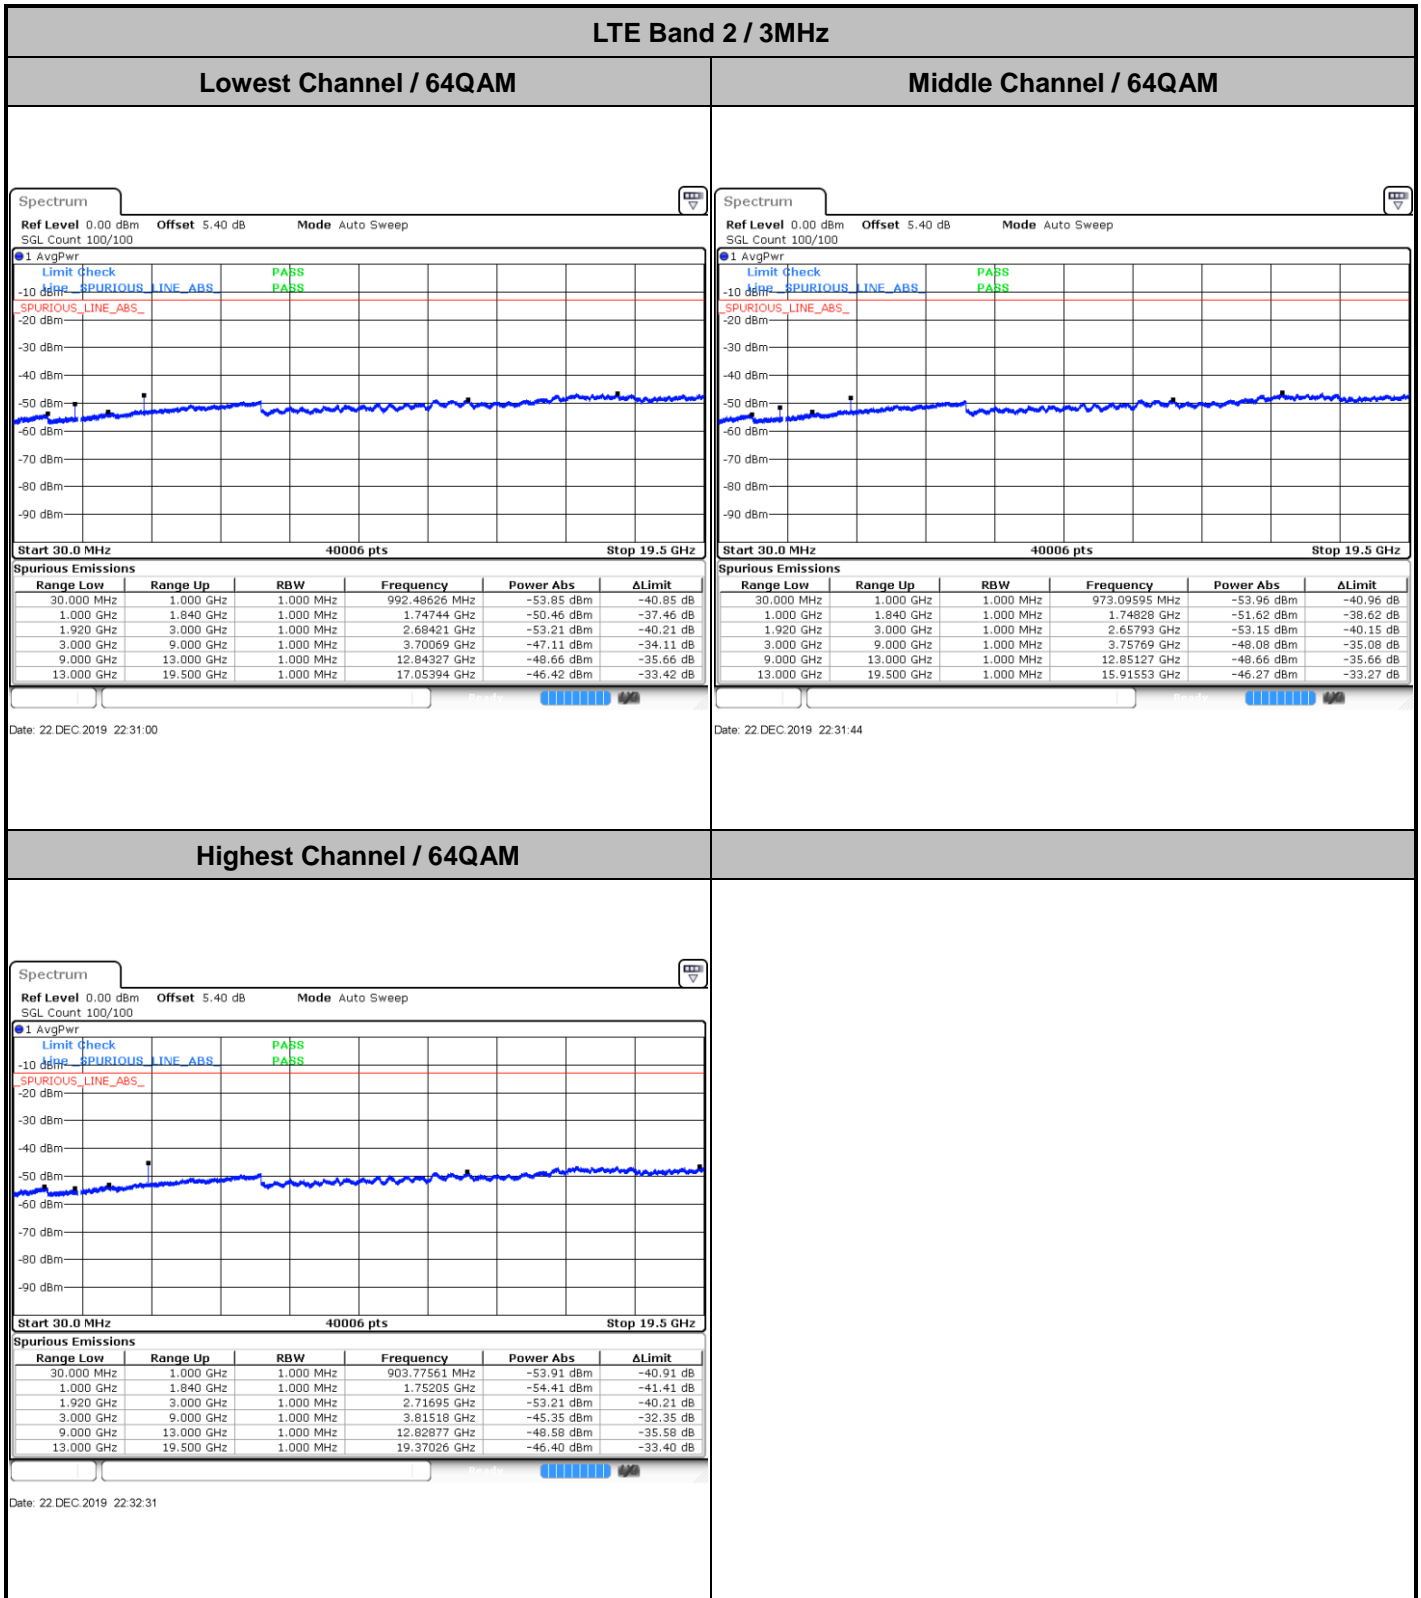 LTE Band 2 / 3MHz
Lowest Channel / 64QAM
Middle Channel / 64QAM
Spectrum
Ref Level 0.00 dBm Offset 5.40 dB Mode Auto Sweep
SGL Count 100/100
1 AvgPwr
Limit Check PASS
Line _SPURIOUS_LINE_ABS_ PASS
-10 dBm
_SPURIOUS_LINE_ABS_
-20 dBm
-30 dBm
-40 dBm
-50 dBm
-60 dBm
-70 dBm
-80 dBm
-90 dBm
Start 30.0 MHz 40006 pts Stop 19.5 GHz
Spurious Emissions
Range Low Range Up RBW Frequency Power Abs ΔLimit
30.000 MHz 1.000 GHz 1.000 MHz 992.48626 MHz -53.85 dBm -40.85 dB
1.000 GHz 1.840 GHz 1.000 MHz 1.74744 GHz -50.46 dBm -37.46 dB
1.920 GHz 3.000 GHz 1.000 MHz 2.68421 GHz -53.21 dBm -40.21 dB
3.000 GHz 9.000 GHz 1.000 MHz 3.70069 GHz -47.11 dBm -34.11 dB
9.000 GHz 13.000 GHz 1.000 MHz 12.84327 GHz -48.66 dBm -35.66 dB
13.000 GHz 19.500 GHz 1.000 MHz 17.05394 GHz -46.42 dBm -33.42 dB
Ready
Date: 22.DEC.2019 22:31:00
Spectrum
Ref Level 0.00 dBm Offset 5.40 dB Mode Auto Sweep
SGL Count 100/100
1 AvgPwr
Limit Check PASS
Line _SPURIOUS_LINE_ABS_ PASS
-10 dBm
_SPURIOUS_LINE_ABS_
-20 dBm
-30 dBm
-40 dBm
-50 dBm
-60 dBm
-70 dBm
-80 dBm
-90 dBm
Start 30.0 MHz 40006 pts Stop 19.5 GHz
Spurious Emissions
Range Low Range Up RBW Frequency Power Abs ΔLimit
30.000 MHz 1.000 GHz 1.000 MHz 973.09595 MHz -53.96 dBm -40.96 dB
1.000 GHz 1.840 GHz 1.000 MHz 1.74828 GHz -51.62 dBm -38.62 dB
1.920 GHz 3.000 GHz 1.000 MHz 2.65793 GHz -53.15 dBm -40.15 dB
3.000 GHz 9.000 GHz 1.000 MHz 3.75769 GHz -48.08 dBm -35.08 dB
9.000 GHz 13.000 GHz 1.000 MHz 12.85127 GHz -48.66 dBm -35.66 dB
13.000 GHz 19.500 GHz 1.000 MHz 15.91553 GHz -46.27 dBm -33.27 dB
Ready
Date: 22.DEC.2019 22:31:44
Highest Channel / 64QAM
Spectrum
Ref Level 0.00 dBm Offset 5.40 dB Mode Auto Sweep
SGL Count 100/100
1 AvgPwr
Limit Check PASS
Line _SPURIOUS_LINE_ABS_ PASS
-10 dBm
_SPURIOUS_LINE_ABS_
-20 dBm
-30 dBm
-40 dBm
-50 dBm
-60 dBm
-70 dBm
-80 dBm
-90 dBm
Start 30.0 MHz 40006 pts Stop 19.5 GHz
Spurious Emissions
Range Low Range Up RBW Frequency Power Abs ΔLimit
30.000 MHz 1.000 GHz 1.000 MHz 903.77561 MHz -53.91 dBm -40.91 dB
1.000 GHz 1.840 GHz 1.000 MHz 1.75205 GHz -54.41 dBm -41.41 dB
1.920 GHz 3.000 GHz 1.000 MHz 2.71695 GHz -53.21 dBm -40.21 dB
3.000 GHz 9.000 GHz 1.000 MHz 3.81518 GHz -45.35 dBm -32.35 dB
9.000 GHz 13.000 GHz 1.000 MHz 12.82877 GHz -48.58 dBm -35.58 dB
13.000 GHz 19.500 GHz 1.000 MHz 19.37026 GHz -46.40 dBm -33.40 dB
Ready
Date: 22.DEC.2019 22:32:31